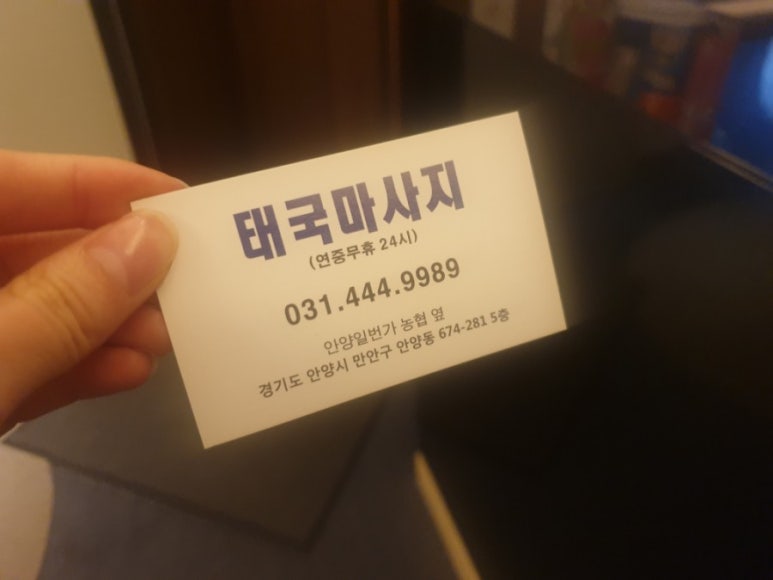 태국마사지
(연중무휴 24시)
031.444.9989
안양일번가 농협 옆
경기도 안양시 만안구 안양동 674-281 5층